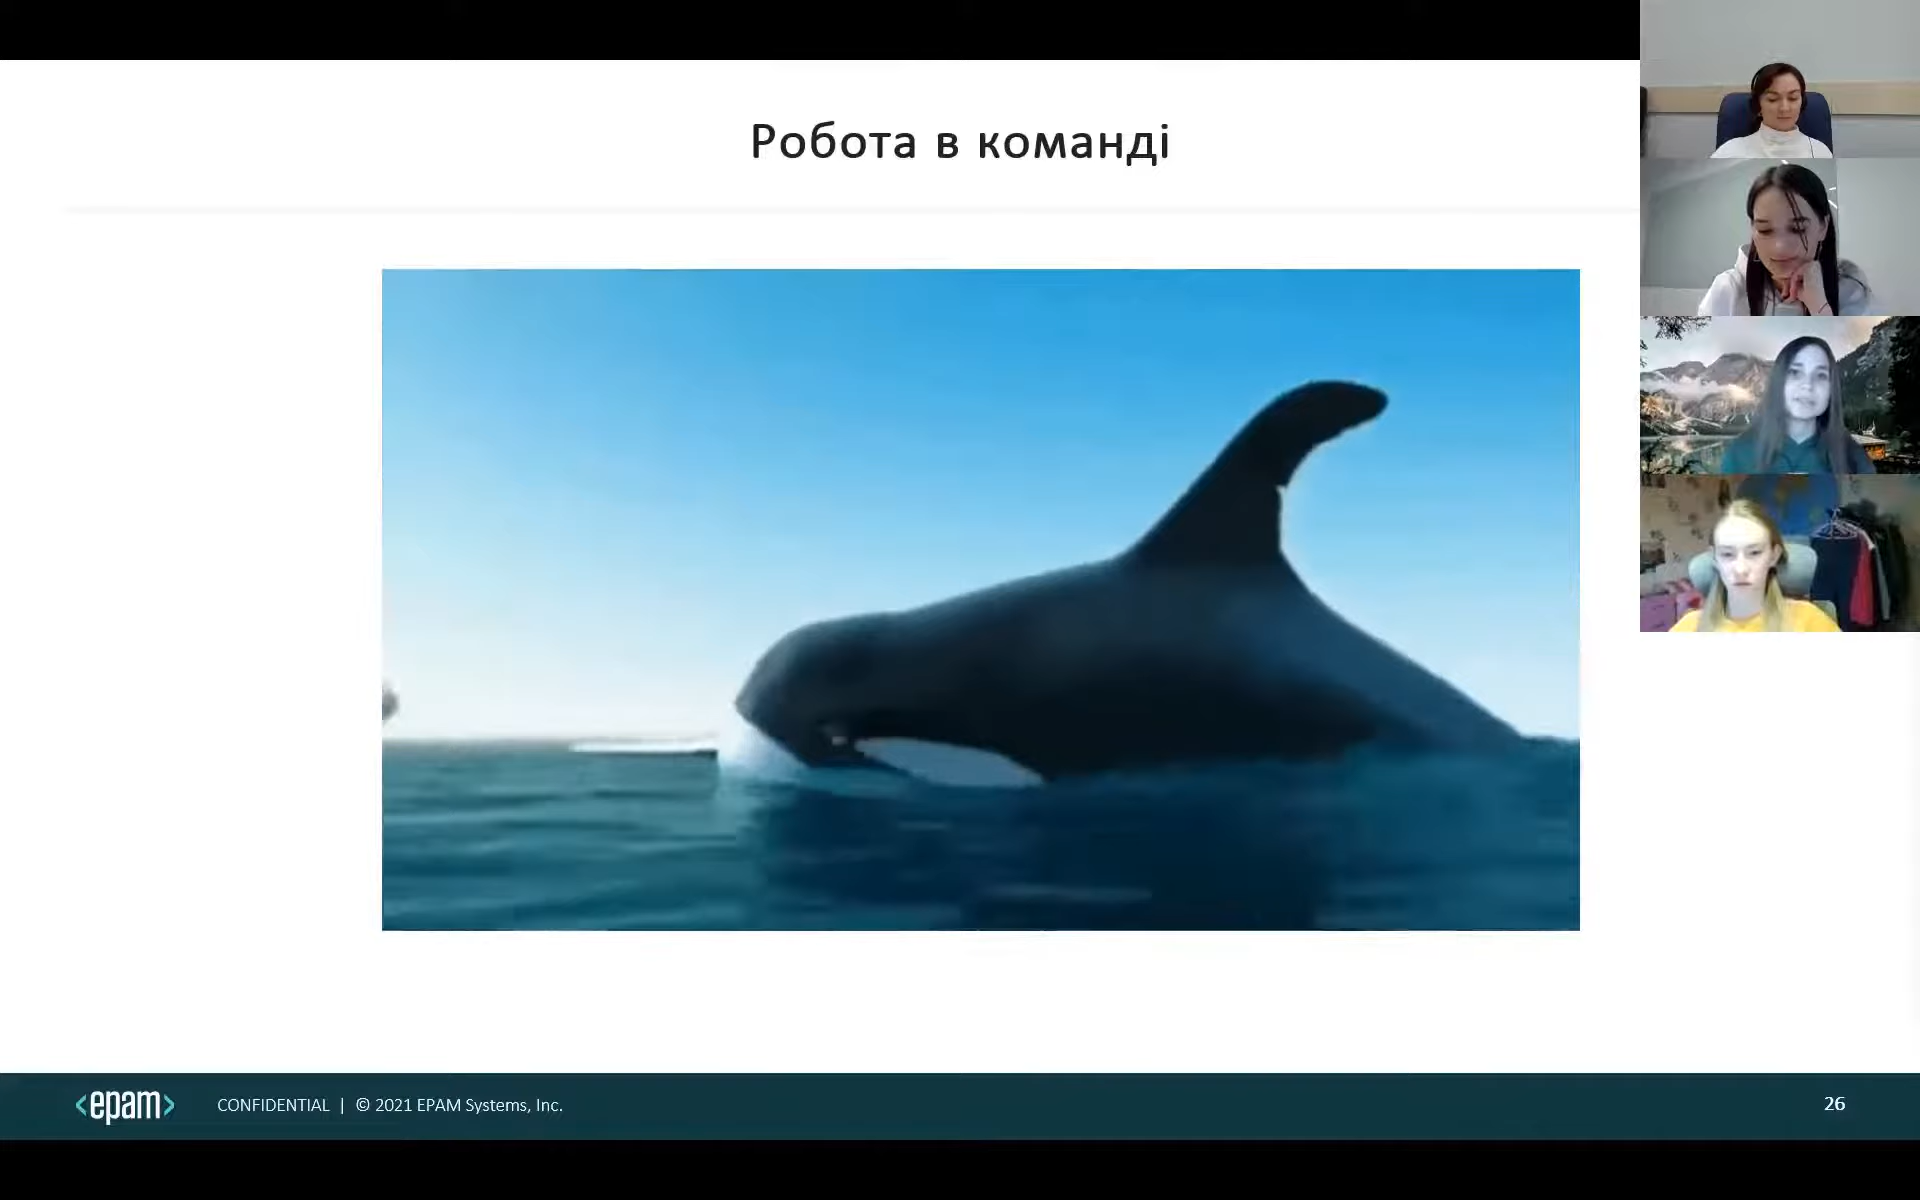 Робота в команді
<epam>
CONFIDENTIAL | © 2021 EPAM Systems, Inc.
26